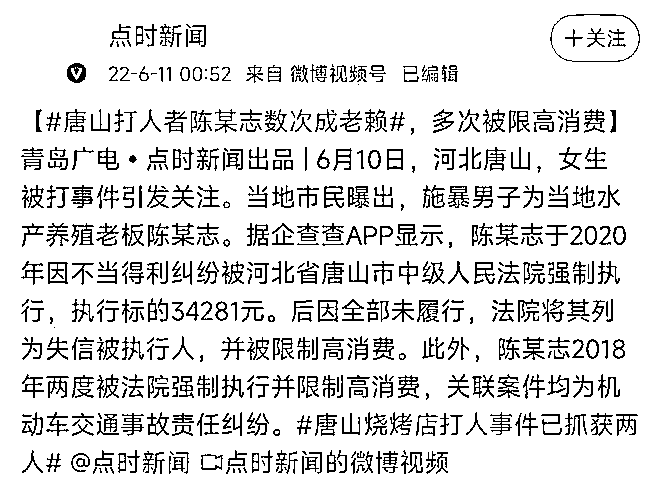 点时新闻
+关注
22-6-11 00:52 来自 微博视频号 已编辑
【#唐山打人者陈某志数次成老赖#，多次被限高消费】
青岛广电•点时新闻出品 | 6月10日，河北唐山，女生
被打事件引发关注。当地市民曝出，施暴男子为当地水
产养殖老板陈某志。据企查查APP显示，陈某志于2020
年因不当得利纠纷被河北省唐山市中级人民法院强制执
行，执行标的34281元。后因全部未履行，法院将其列
为失信被执行人，并被限制高消费。此外，陈某志2018
年两度被法院强制执行并限制高消费，关联案件均为机
动车交通事故责任纠纷。#唐山烧烤店打人事件已抓获两
人# @点时新闻 点时新闻的微博视频